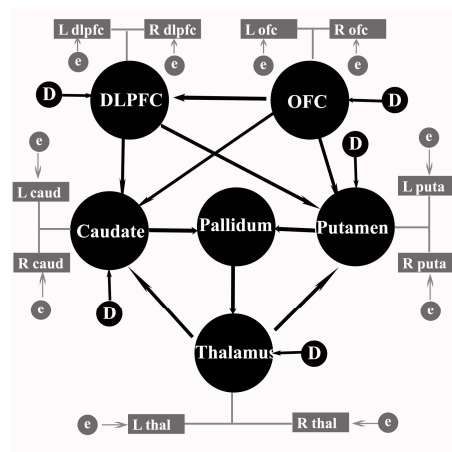 L dlpfc R dlpfc L ofc R ofc
e e e e
D DLPFC OFC D
e D e
L caud L puta
Caudate Pallidum Putamen
R caud R puta
e D e
Thalamus D
e L thal R thal e